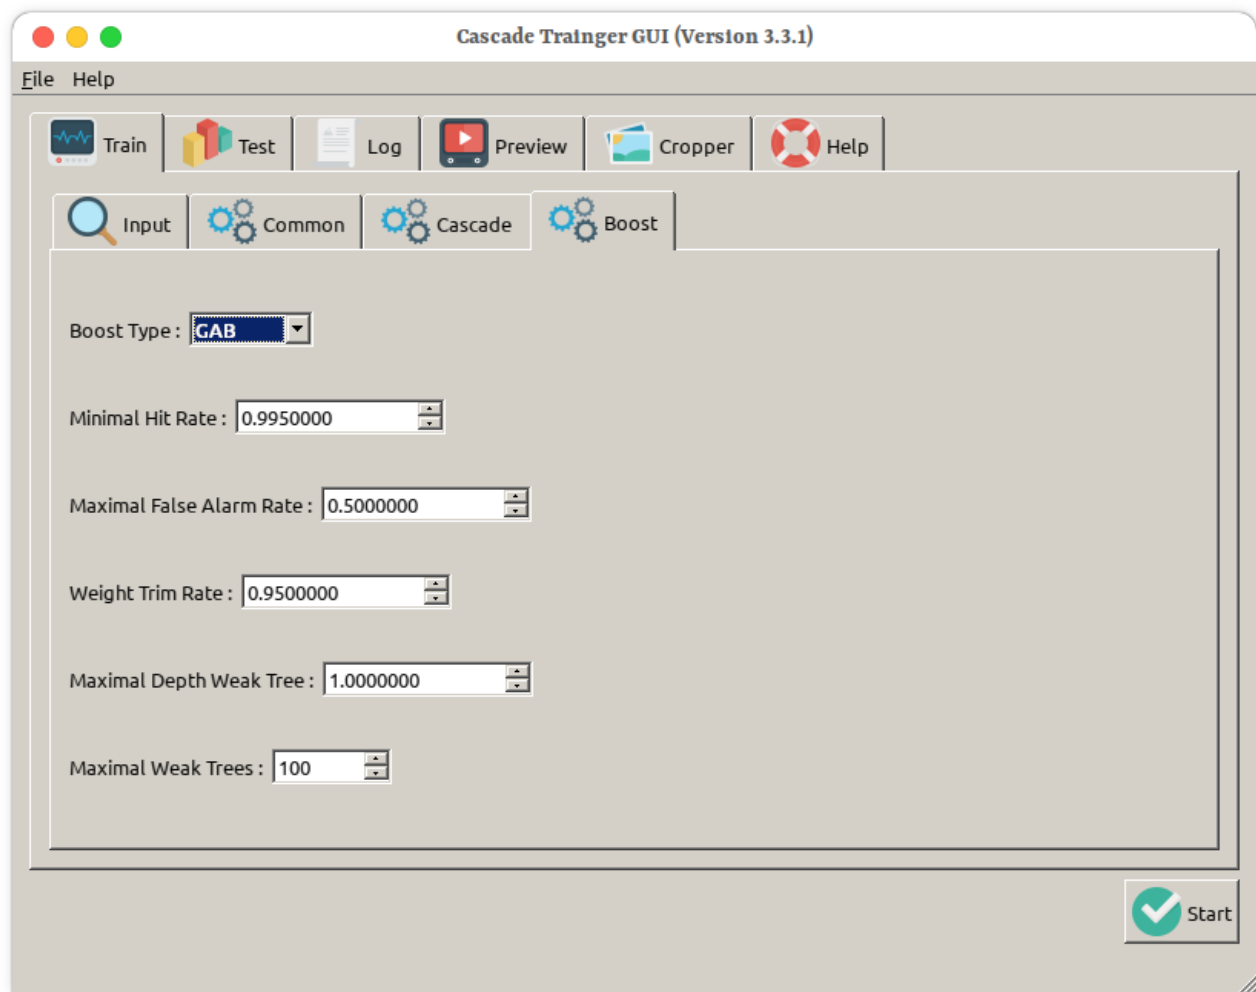 Cascade Trainger GUI (Version 3.3.1)
File Help
Train Test Log Preview Cropper Help
Input Common Cascade Boost
Boost Type : GAB
Minimal Hit Rate : 0.9950000
Maximal False Alarm Rate : 0.5000000
Weight Trim Rate : 0.9500000
Maximal Depth Weak Tree : 1.0000000
Maximal Weak Trees : 100
Start